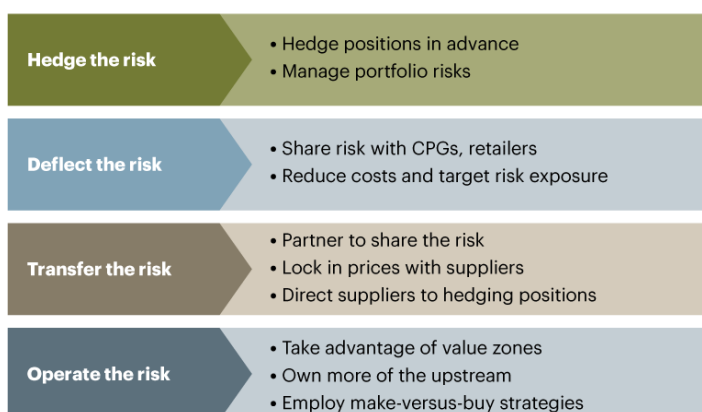 Hedge the risk
• Hedge positions in advance
• Manage portfolio risks
Deflect the risk
• Share risk with CPGs, retailers
• Reduce costs and target risk exposure
Transfer the risk
• Partner to share the risk
• Lock in prices with suppliers
• Direct suppliers to hedging positions
Operate the risk
• Take advantage of value zones
• Own more of the upstream
• Employ make-versus-buy strategies